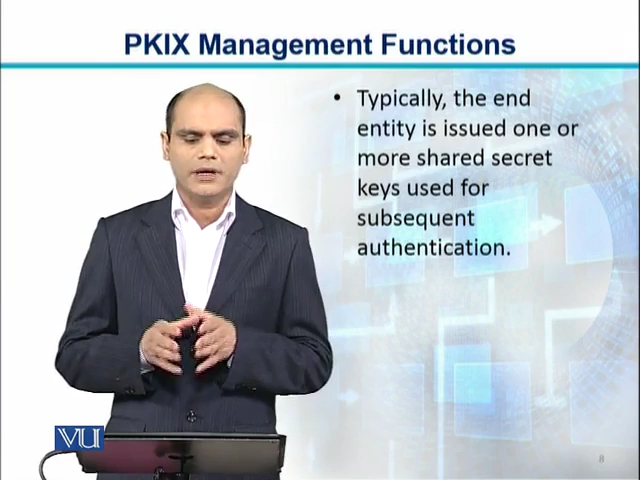 PKIX Management Functions
• Typically, the end
entity is issued one or
more shared secret
keys used for
subsequent
authentication.
VU
8